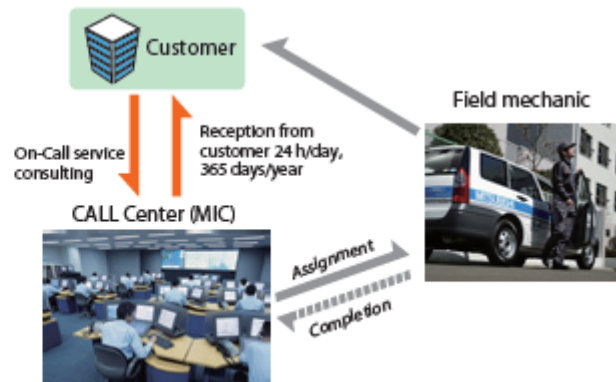 Customer
Field mechanic
On-Call service
consulting
Reception from
customer 24 h/day,
365 days/year
CALL Center (MIC)
Assignment
Completion